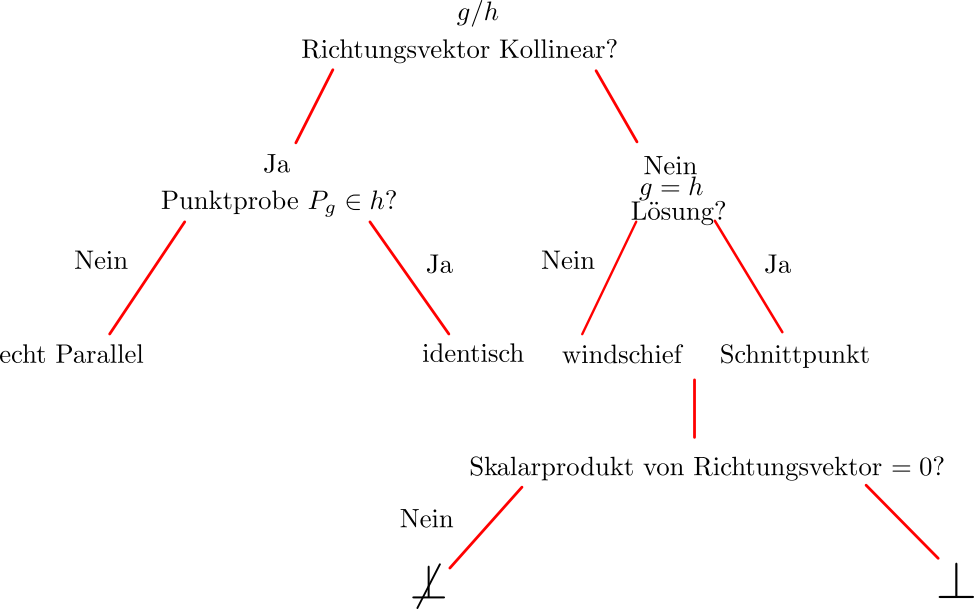 g/h
Richtungsvektor Kollinear?
Ja
Nein
Punktprobe P_g ∈ h?
g = h
Lösung?
Nein
Ja
Nein
Ja
echt Parallel
identisch
windschief
Schnittpunkt
Skalarprodukt von Richtungsvektor = 0?
Nein
⊥̸
⊥